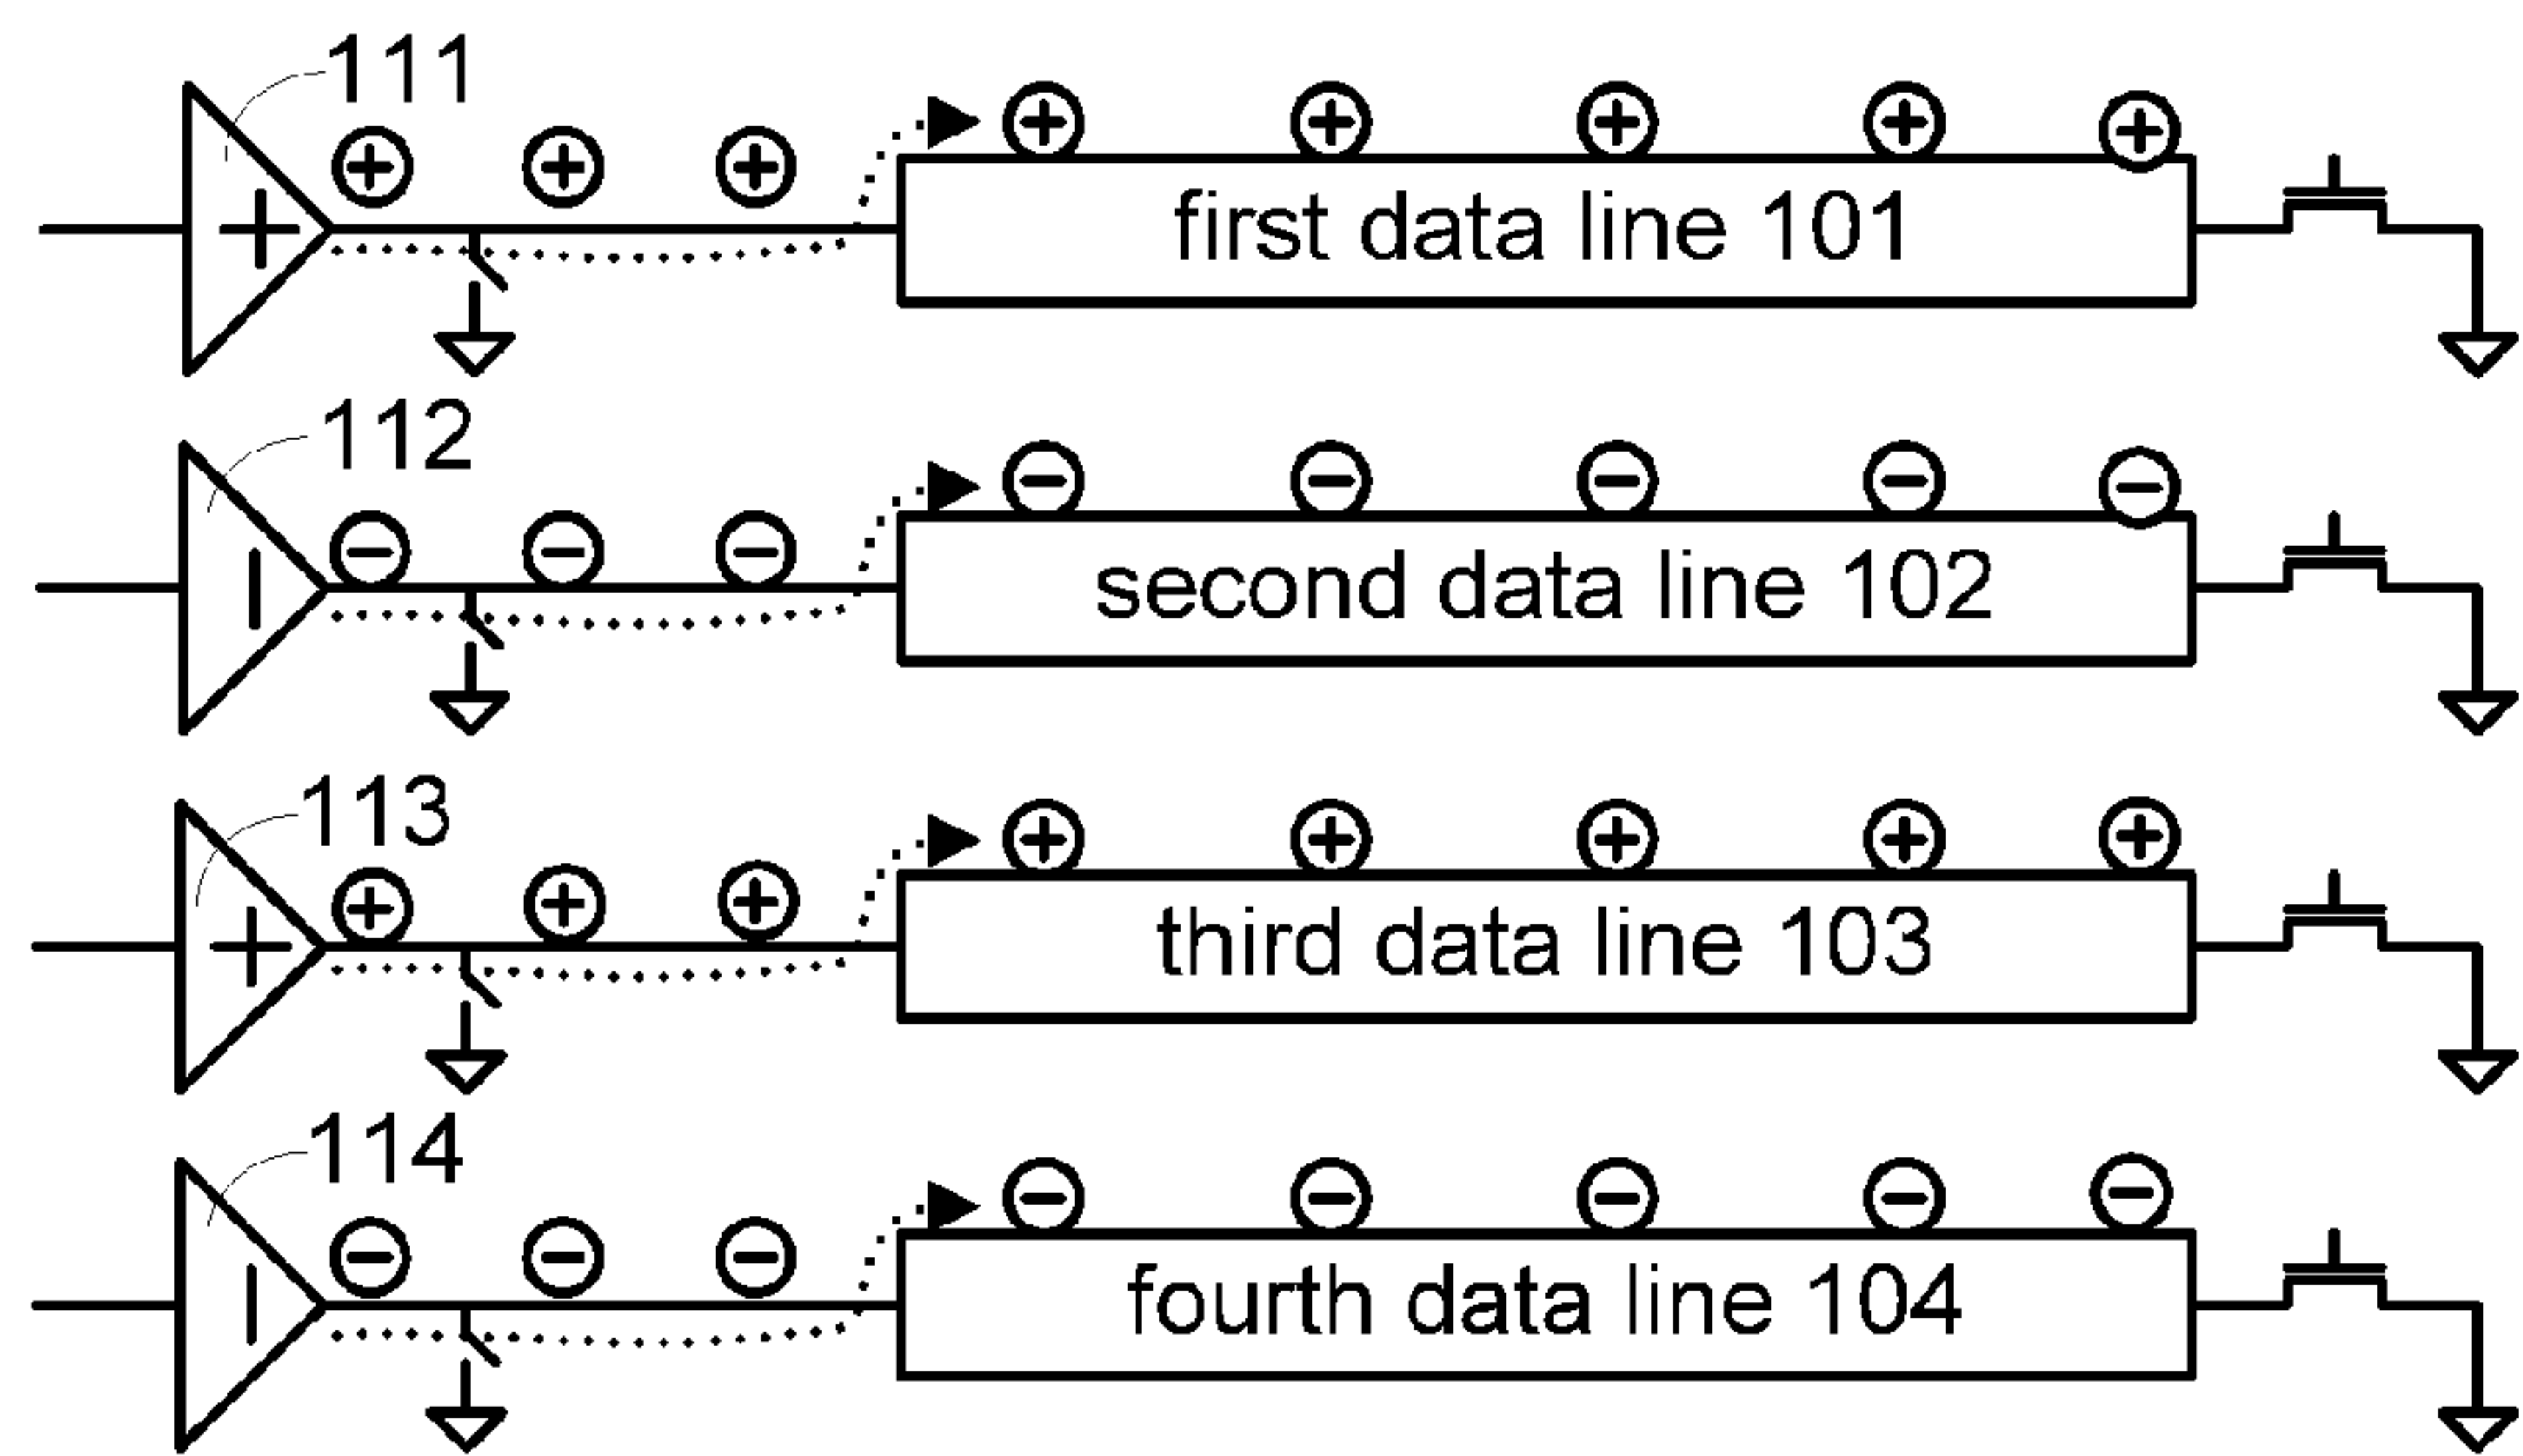 111
first data line 101
112
second data line 102
113
third data line 103
114
fourth data line 104